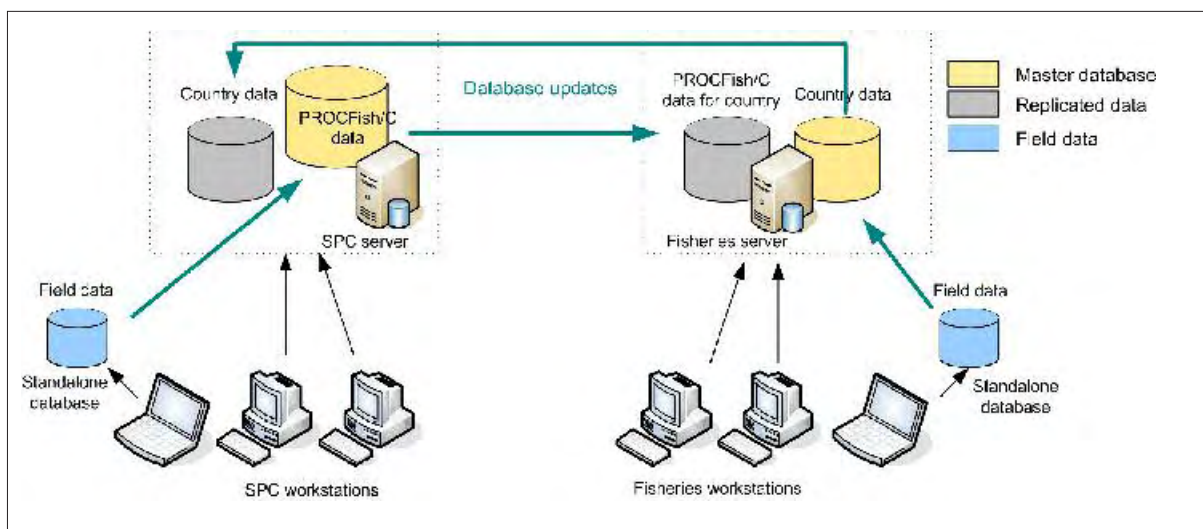 Country data
PROCFish/C
data
SPC server
Database updates
PROCFish/C
data for country
Country data
Fisheries server
Master database
Replicated data
Field data
Field data
Standalone
database
SPC workstations
Fisheries workstations
Field data
Standalone
database